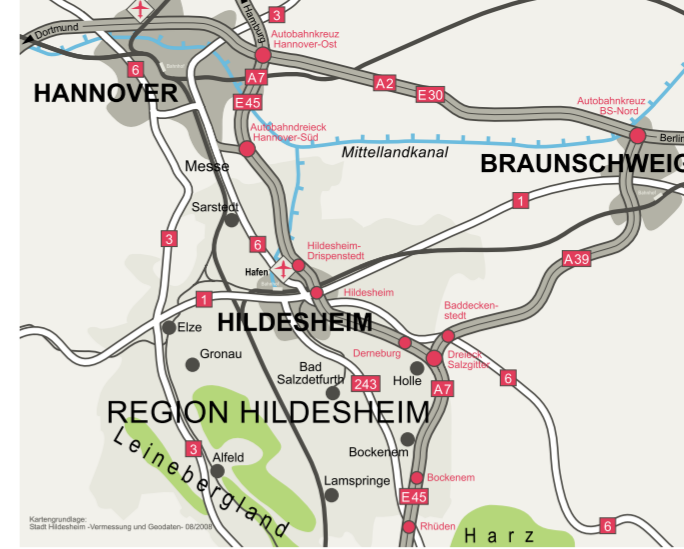 3
Dortmund
Hamburg
Autobahnkreuz
Hannover-Ost
6
Bahnhof
A7
A2
HANNOVER
E45
E30
Autobahnkreuz
BS-Nord
Autobahndreieck
Hannover-Süd
Berlin
Mittellandkanal
Messe
BRAUNSCHWEIG
Bahnhof
Sarstedt
1
3
6
Hildesheim-
Drispenstedt
A39
Hafen
Bahnhof
Hildesheim
1
Baddecken-
stedt
HILDESHEIM
Elze
Gronau
Derneburg
Dreieck
Salzgitter
Bad
Salzdetfurth
243
Holle
A7
6
REGION HILDESHEIM
Leinebergland
3
Bockenem
Alfeld
Lamspringe
Bockenem
E45
Kartengrundlage:
Stadt Hildesheim -Vermessung und Geodaten- 08/2008
Rhüden
Harz
6